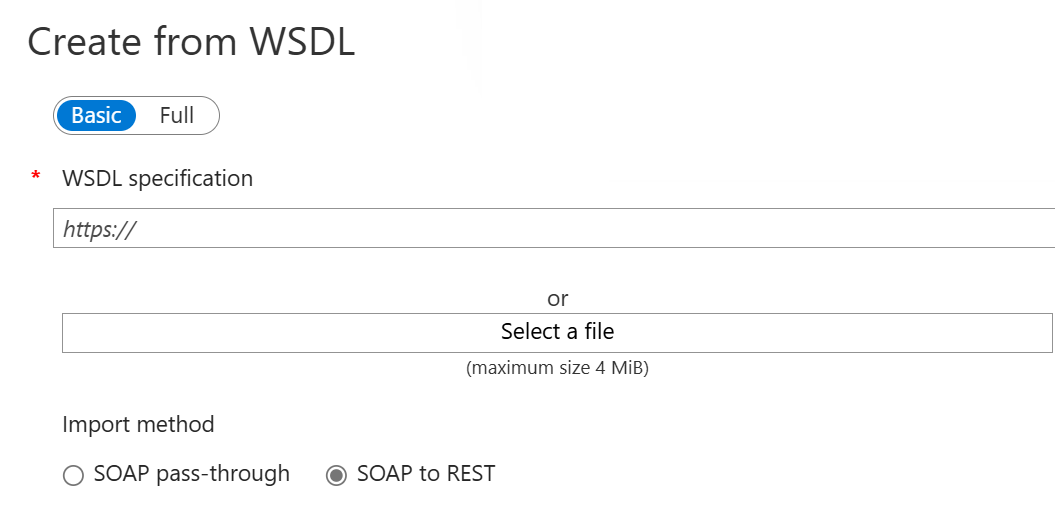 Create from WSDL
Basic Full
* WSDL specification
https://
or
Select a file
(maximum size 4 MiB)
Import method
SOAP pass-through SOAP to REST